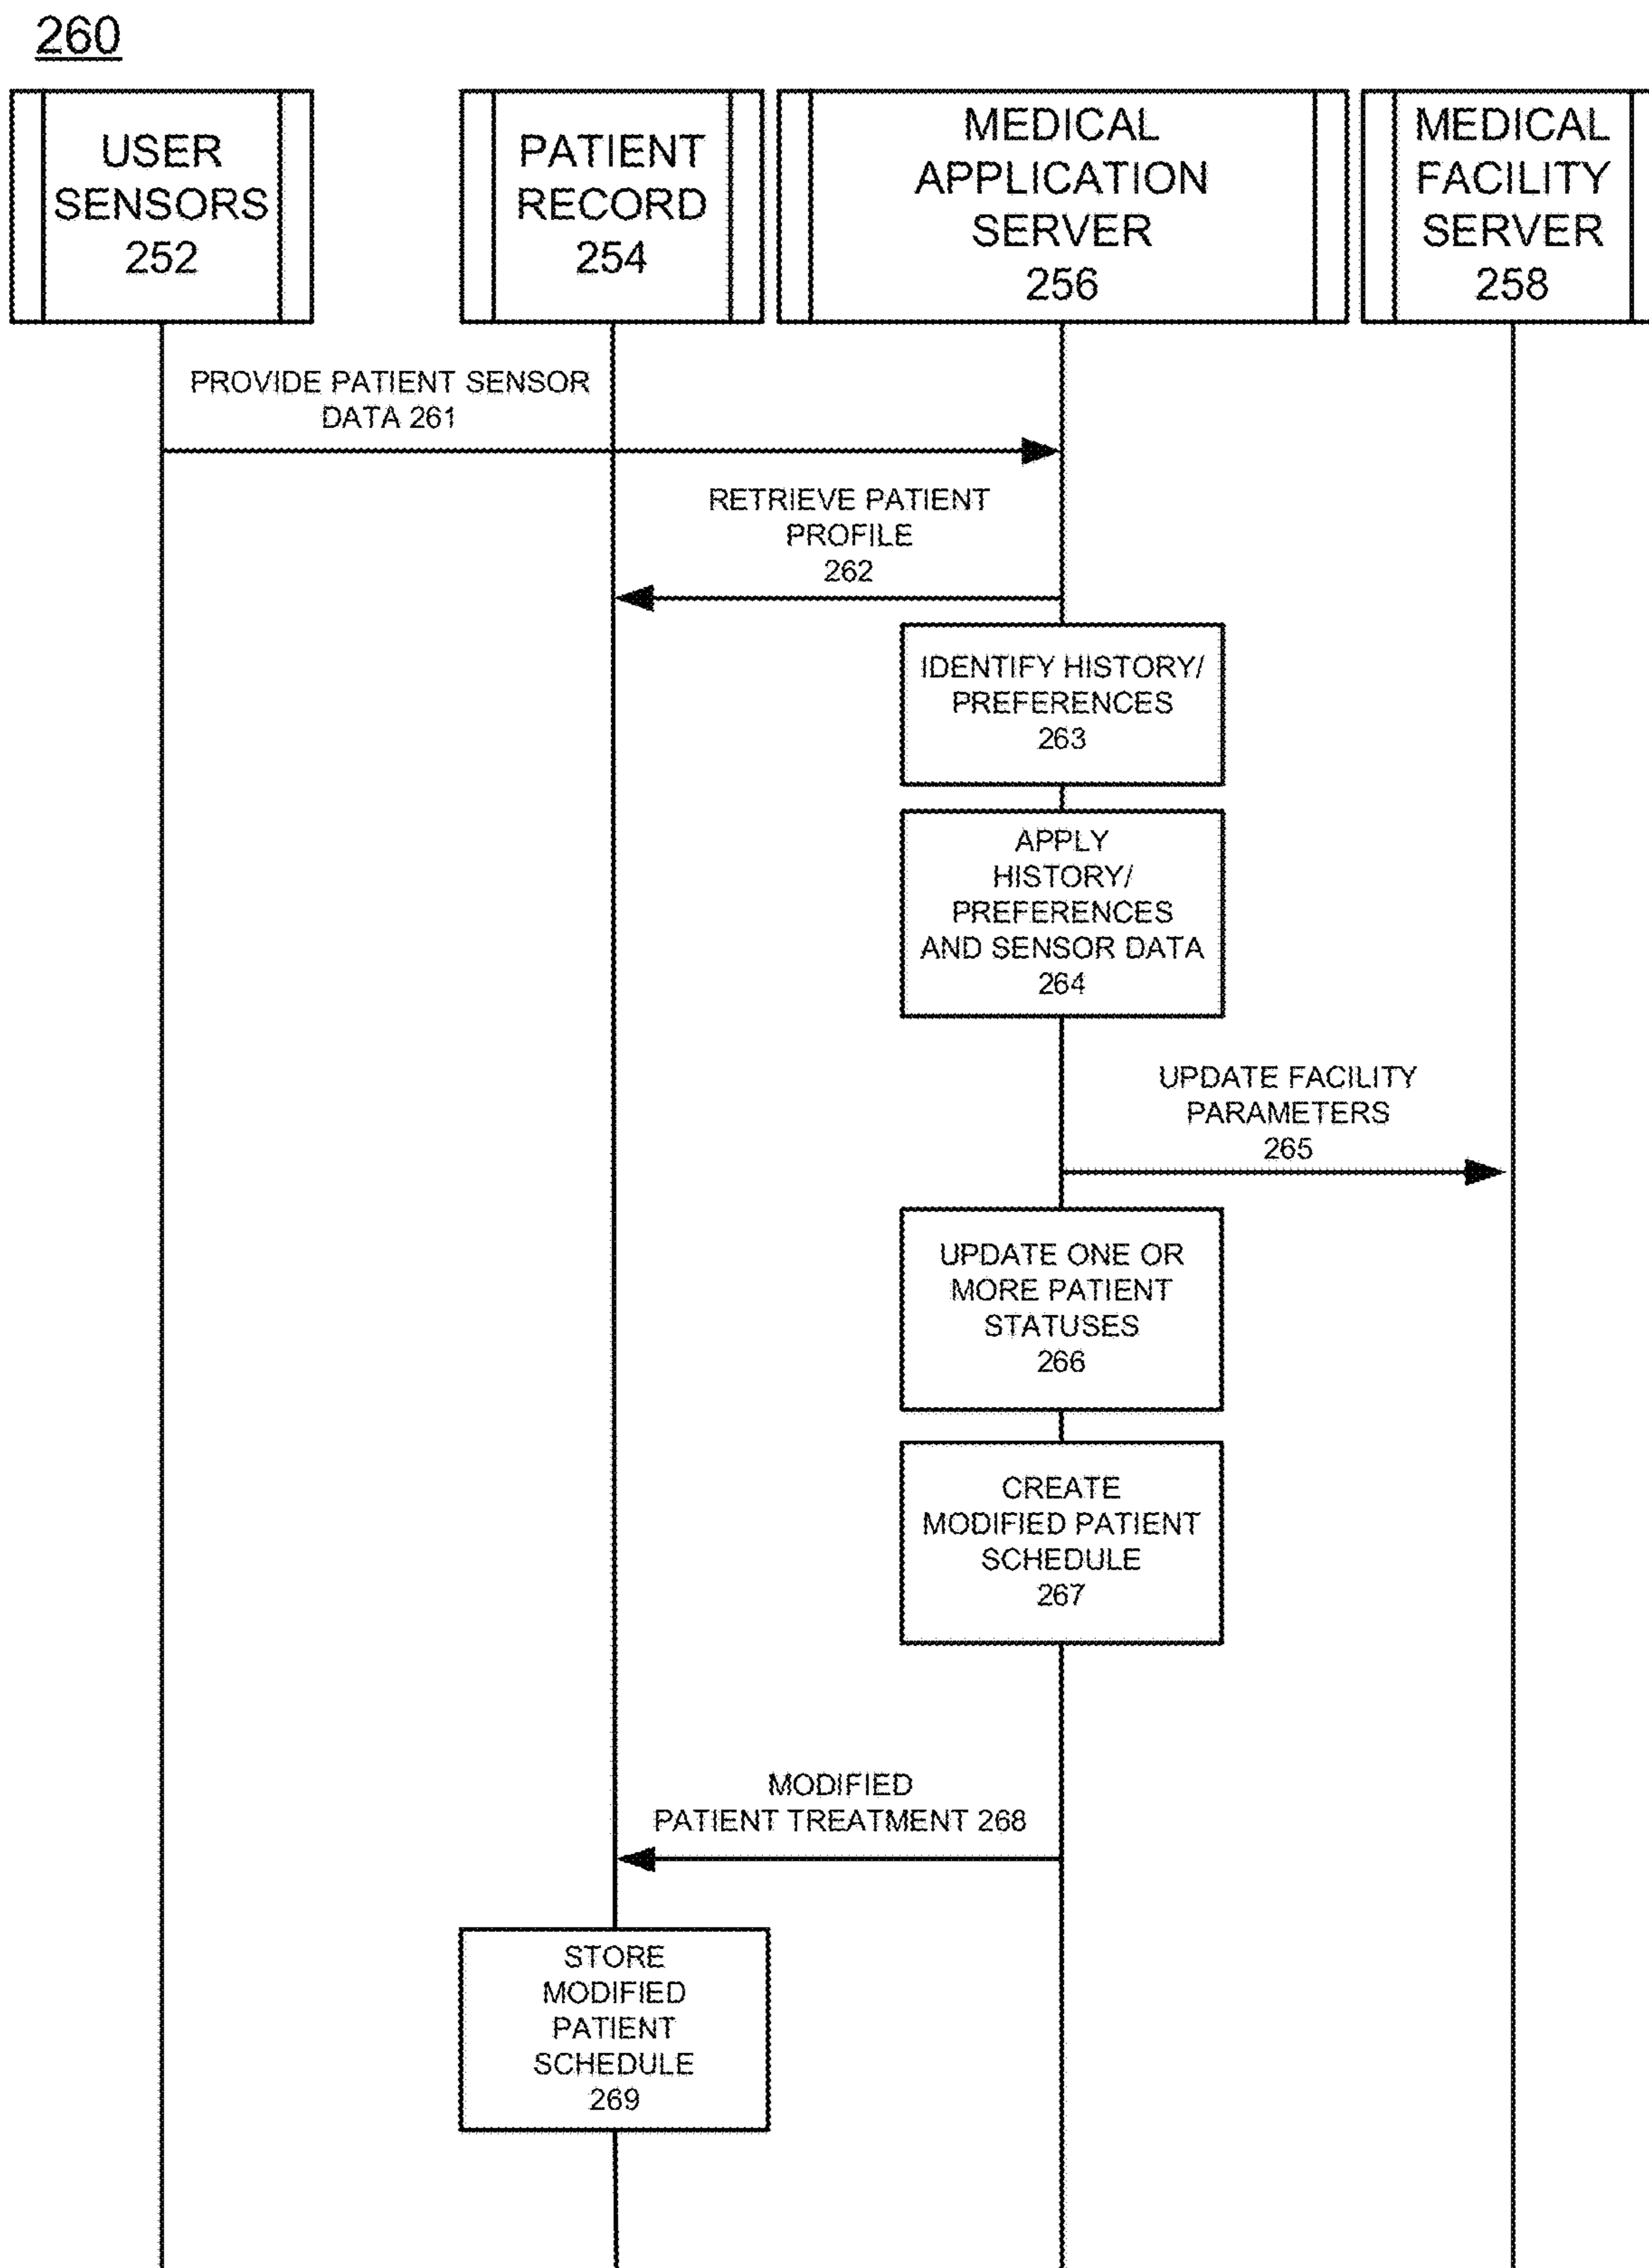 260
USER
SENSORS
252
PATIENT
RECORD
254
MEDICAL
APPLICATION
SERVER
256
MEDICAL
FACILITY
SERVER
258
PROVIDE PATIENT SENSOR
DATA 261
RETRIEVE PATIENT
PROFILE
262
IDENTIFY HISTORY/
PREFERENCES
263
APPLY
HISTORY/
PREFERENCES
AND SENSOR DATA
264
UPDATE FACILITY
PARAMETERS
265
UPDATE ONE OR
MORE PATIENT
STATUSES
266
CREATE
MODIFIED PATIENT
SCHEDULE
267
MODIFIED
PATIENT TREATMENT 268
STORE
MODIFIED
PATIENT
SCHEDULE
269